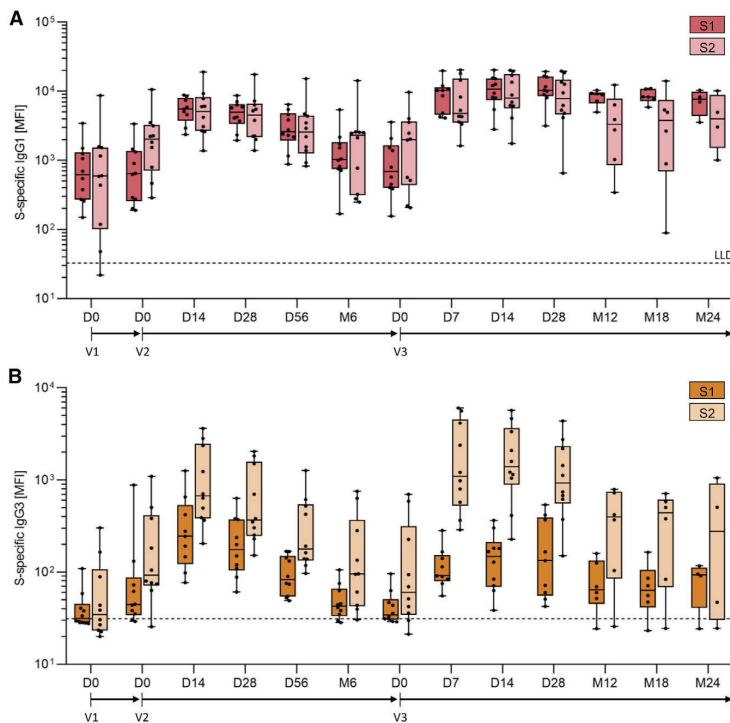 A
S1
S2
S-specific IgG1 [MFI]
10⁵
10⁴
10³
10²
10¹
LLD
D0 D0 D14 D28 D56 M6 D0 D7 D14 D28 M12 M18 M24
V1 V2 V3
B
S1
S2
S-specific IgG3 [MFI]
10⁴
10³
10²
10¹
D0 D0 D14 D28 D56 M6 D0 D7 D14 D28 M12 M18 M24
V1 V2 V3